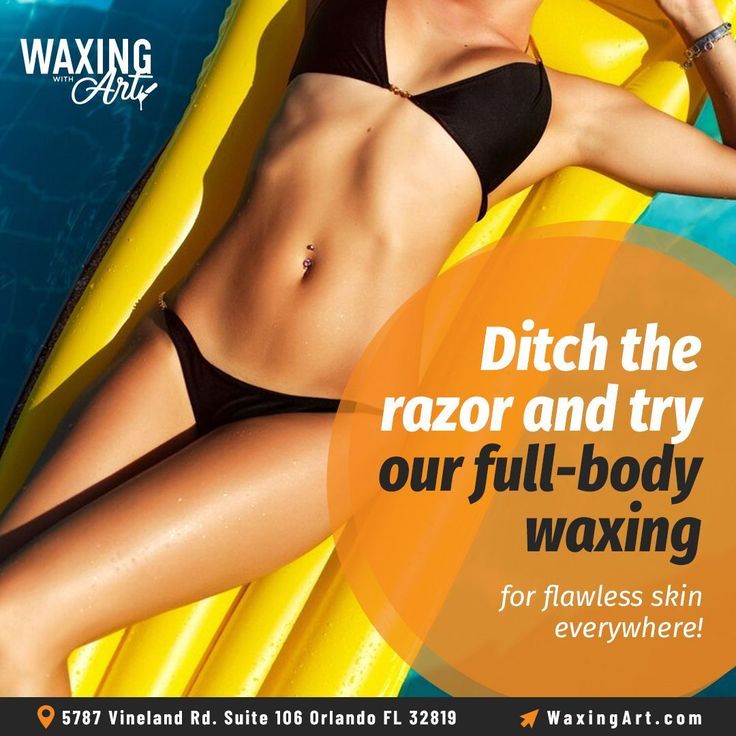 WAXING
WITH
Art
Ditch the
razor and try
our full-body
waxing
for flawless skin
everywhere!
5787 Vineland Rd. Suite 106 Orlando FL 32819
WaxingArt.com